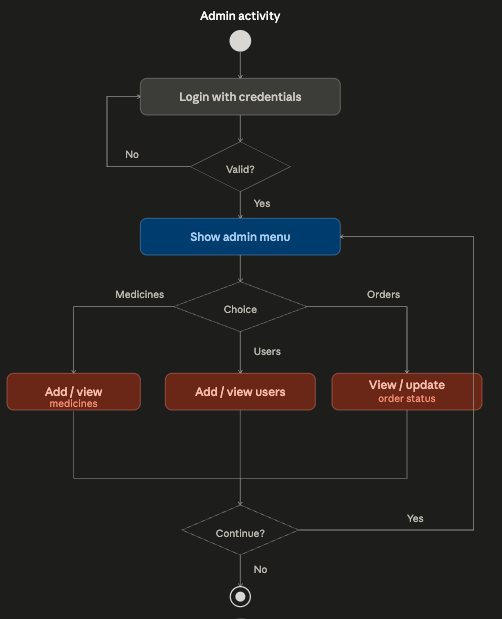 Admin activity
Login with credentials
No
Valid?
Yes
Show admin menu
Medicines
Orders
Choice
Users
Add / view
medicines
Add / view users
View / update
order status
Yes
Continue?
No